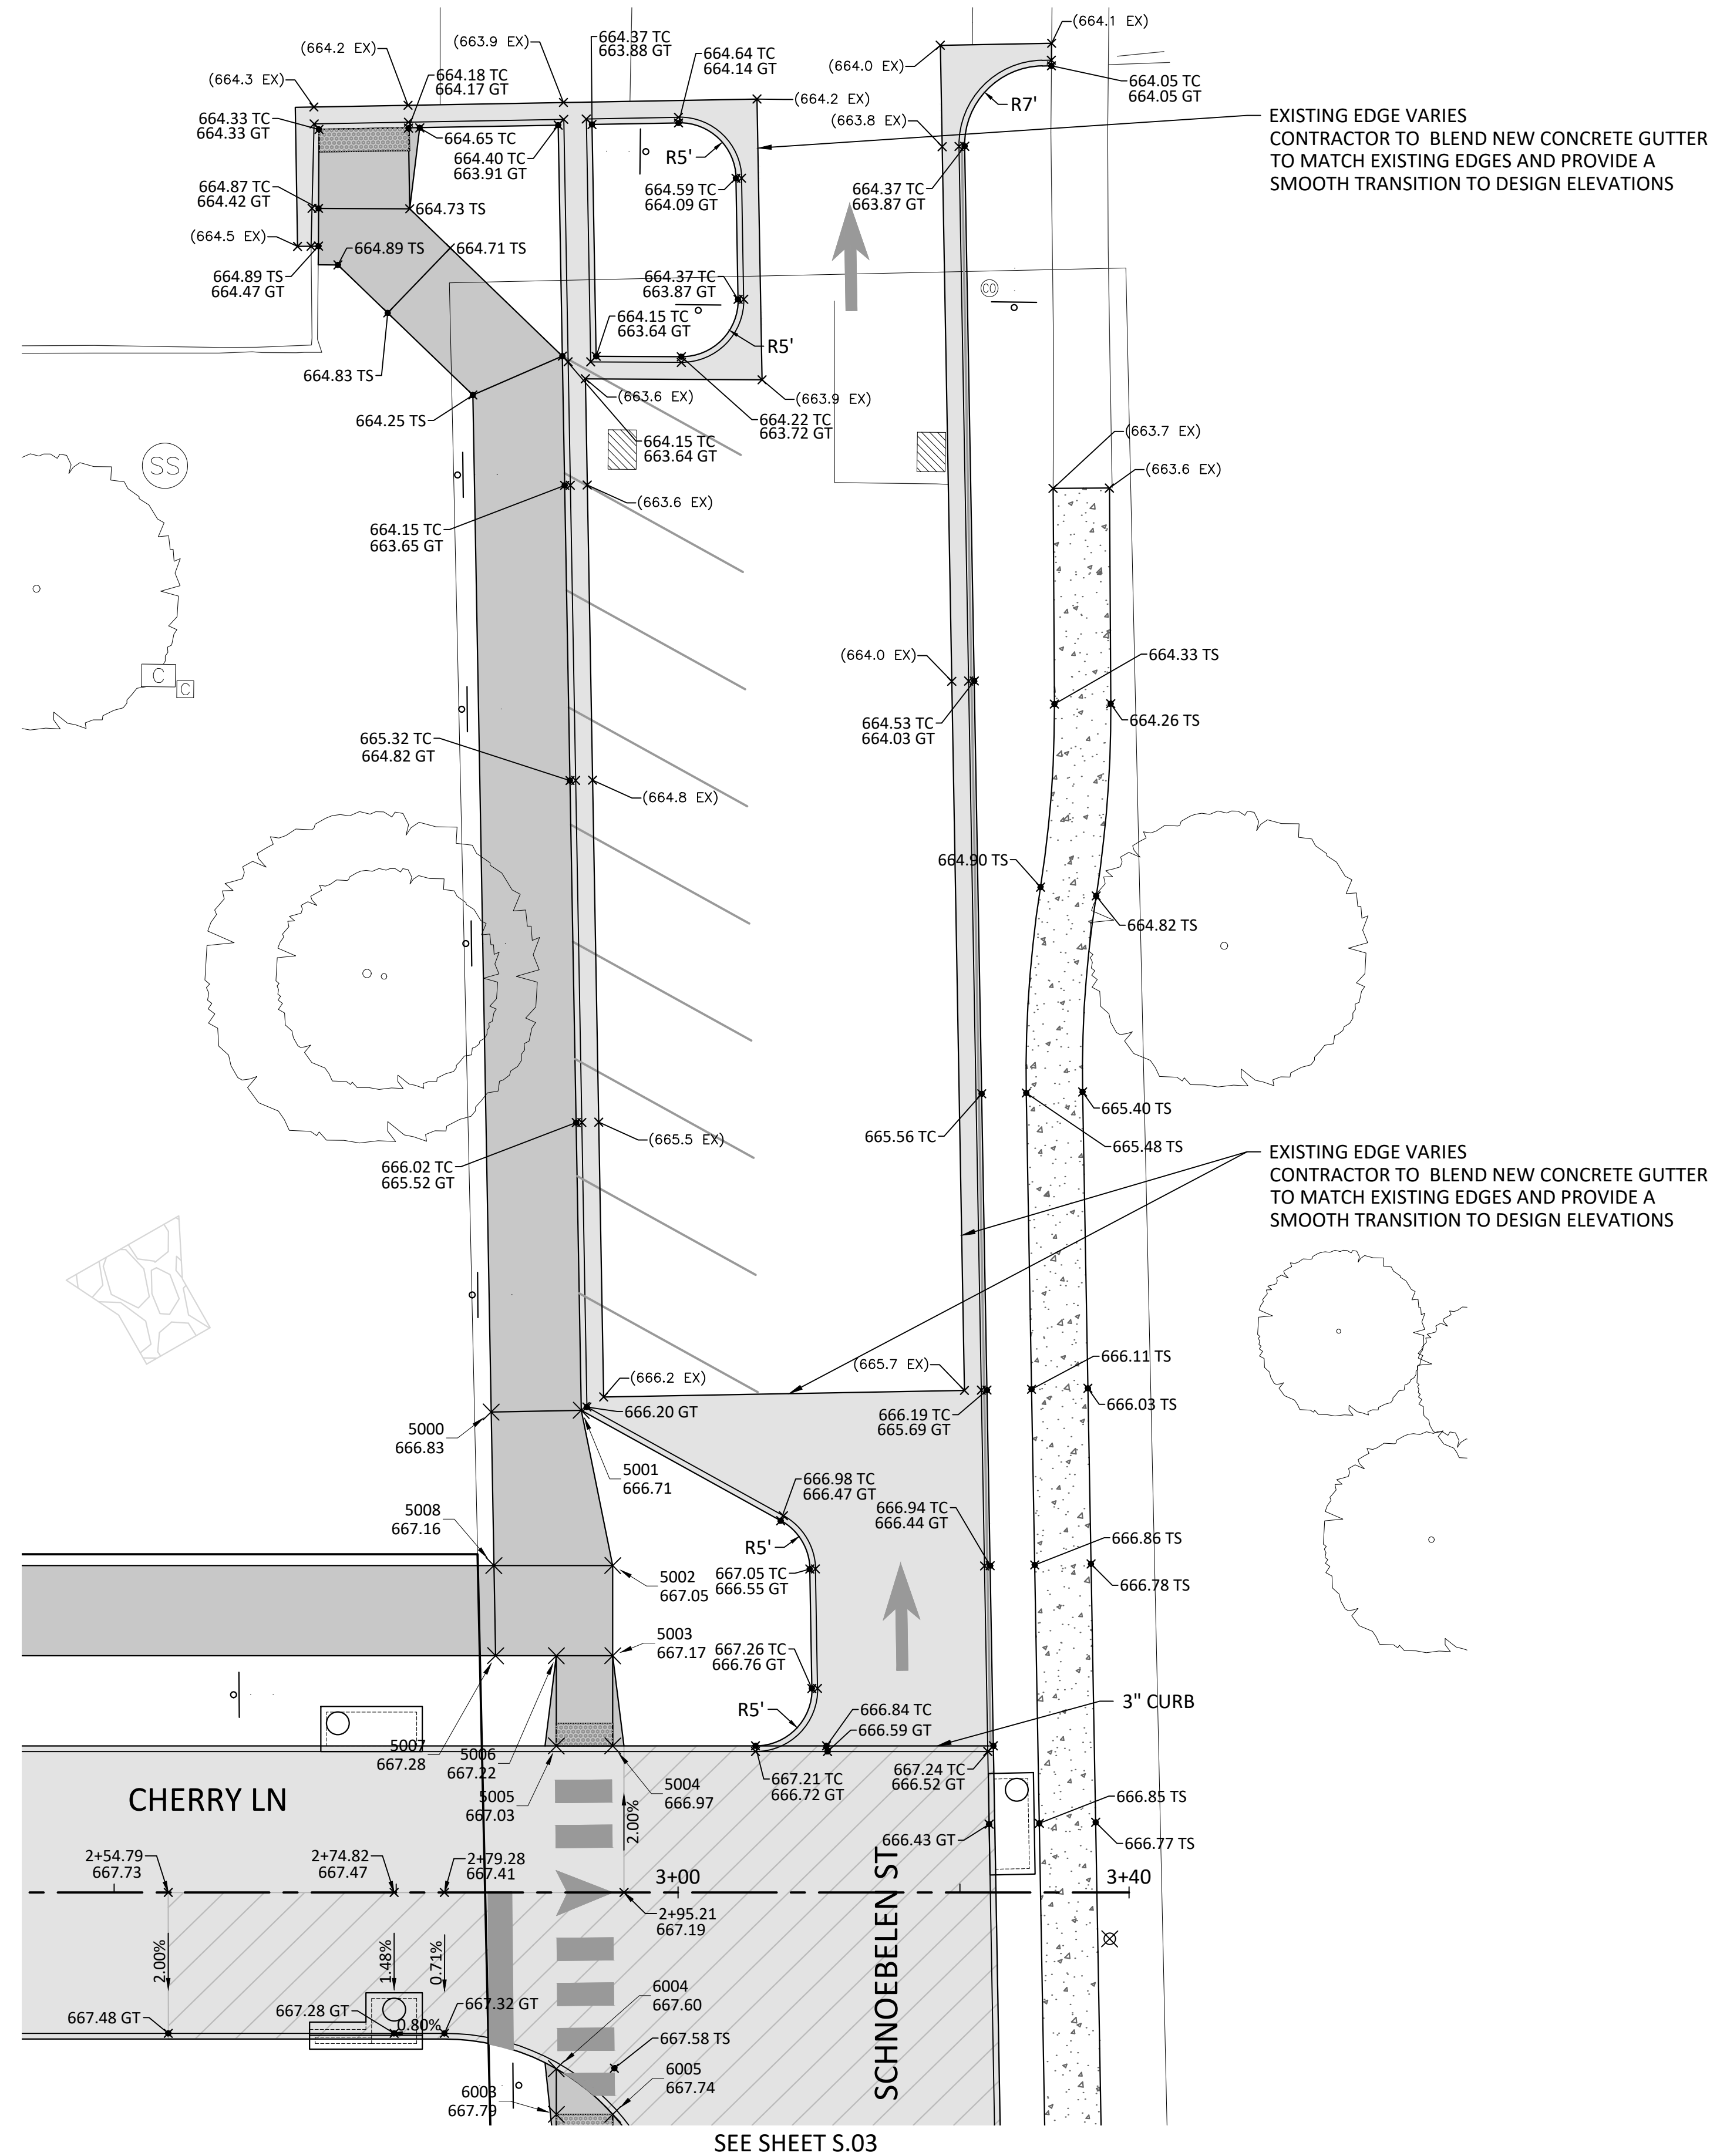 (664.1 EX)
(664.2 EX)
(663.9 EX)
664.37 TC
663.88 GT
664.64 TC
664.14 GT
(664.0 EX)
664.18 TC
664.17 GT
(664.3 EX)
664.05 TC
664.05 GT
R7'
(664.2 EX)
664.33 TC
664.33 GT
(663.8 EX)
EXISTING EDGE VARIES
CONTRACTOR TO BLEND NEW CONCRETE GUTTER
TO MATCH EXISTING EDGES AND PROVIDE A
SMOOTH TRANSITION TO DESIGN ELEVATIONS
664.65 TC
664.40 TC
663.91 GT
R5'
664.87 TC
664.42 GT
664.59 TC
664.09 GT
664.37 TC
663.87 GT
664.73 TS
(664.5 EX)
664.89 TS
664.71 TS
664.89 TS
664.47 GT
664.37 TC
663.87 GT
CO
664.15 TC
663.64 GT
R5'
664.83 TS
(663.6 EX)
(663.9 EX)
664.25 TS
664.22 TC
663.72 GT
664.15 TC
663.64 GT
(663.7 EX)
SS
(663.6 EX)
(663.6 EX)
664.15 TC
663.65 GT
664.33 TS
(664.0 EX)
C
C
664.26 TS
664.53 TC
664.03 GT
665.32 TC
664.82 GT
(664.8 EX)
664.90 TS
664.82 TS
665.40 TS
665.56 TC
(665.5 EX)
665.48 TS
666.02 TC
665.52 GT
EXISTING EDGE VARIES
CONTRACTOR TO BLEND NEW CONCRETE GUTTER
TO MATCH EXISTING EDGES AND PROVIDE A
SMOOTH TRANSITION TO DESIGN ELEVATIONS
666.11 TS
(665.7 EX)
(666.2 EX)
666.03 TS
666.20 GT
666.19 TC
665.69 GT
5000
666.83
5001
666.71
666.98 TC
666.47 GT
5008
667.16
666.94 TC
666.44 GT
666.86 TS
R5'
5002
667.05
667.05 TC
666.55 GT
666.78 TS
5003
667.17
667.26 TC
666.76 GT
3" CURB
R5'
666.84 TC
666.59 GT
5007
667.28
5006
667.22
667.24 TC
666.52 GT
667.21 TC
666.72 GT
5004
666.97
5005
667.03
CHERRY LN
666.85 TS
2.00%
666.43 GT
666.77 TS
2+54.79
667.73
2+74.82
667.47
2+79.28
667.41
3+00
3+40
2+95.21
667.19
SCHNOEBELEN ST
2.00%
1.48%
0.71%
6004
667.60
667.48 GT
667.28 GT
667.32 GT
0.80%
667.58 TS
6005
667.74
6003
667.79
SEE SHEET S.03